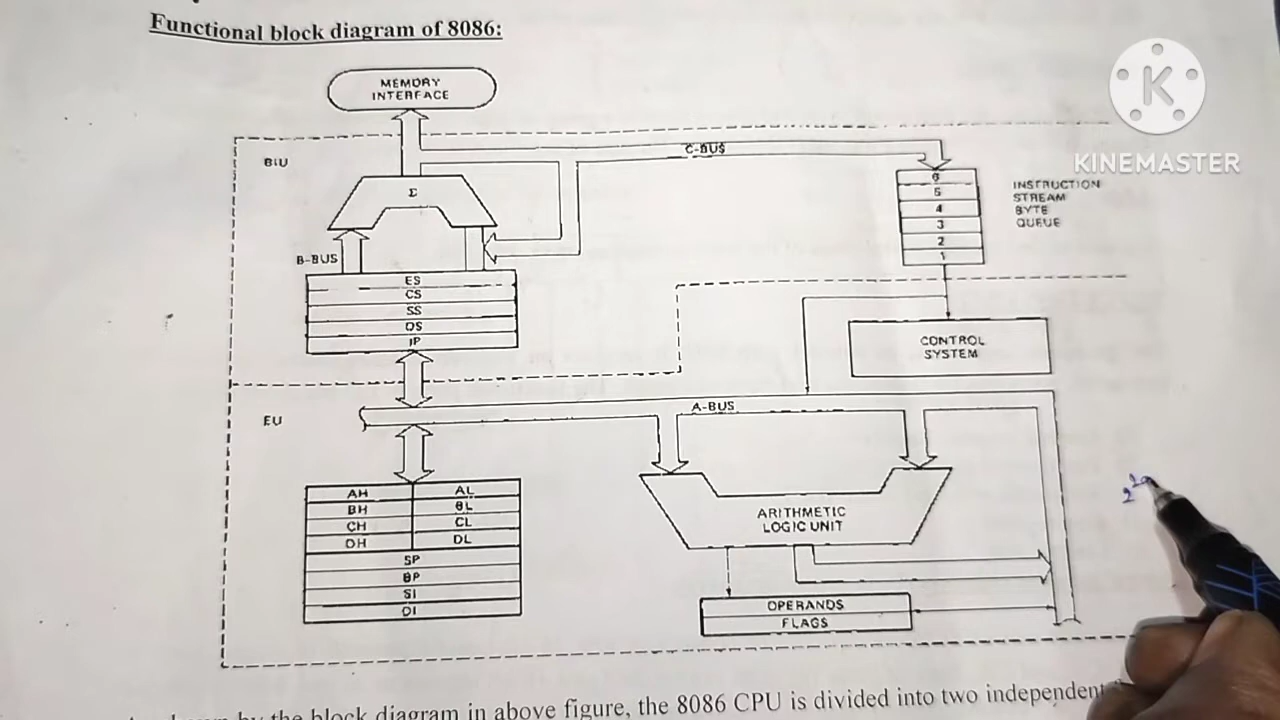 Functional block diagram of 8086:
MEMORY
INTERFACE
KINEMASTER
BIU
C-BUS
Σ
6
5
4
3
2
1
INSTRUCTION
STREAM
BYTE
QUEUE
B-BUS
ES
CS
SS
DS
IP
CONTROL
SYSTEM
EU
A-BUS
AH AL
BH BL
CH CL
DH DL
SP
BP
SI
DI
ARITHMETIC
LOGIC UNIT
2^20
OPERANDS
FLAGS
by the block diagram in above figure, the 8086 CPU is divided into two independent